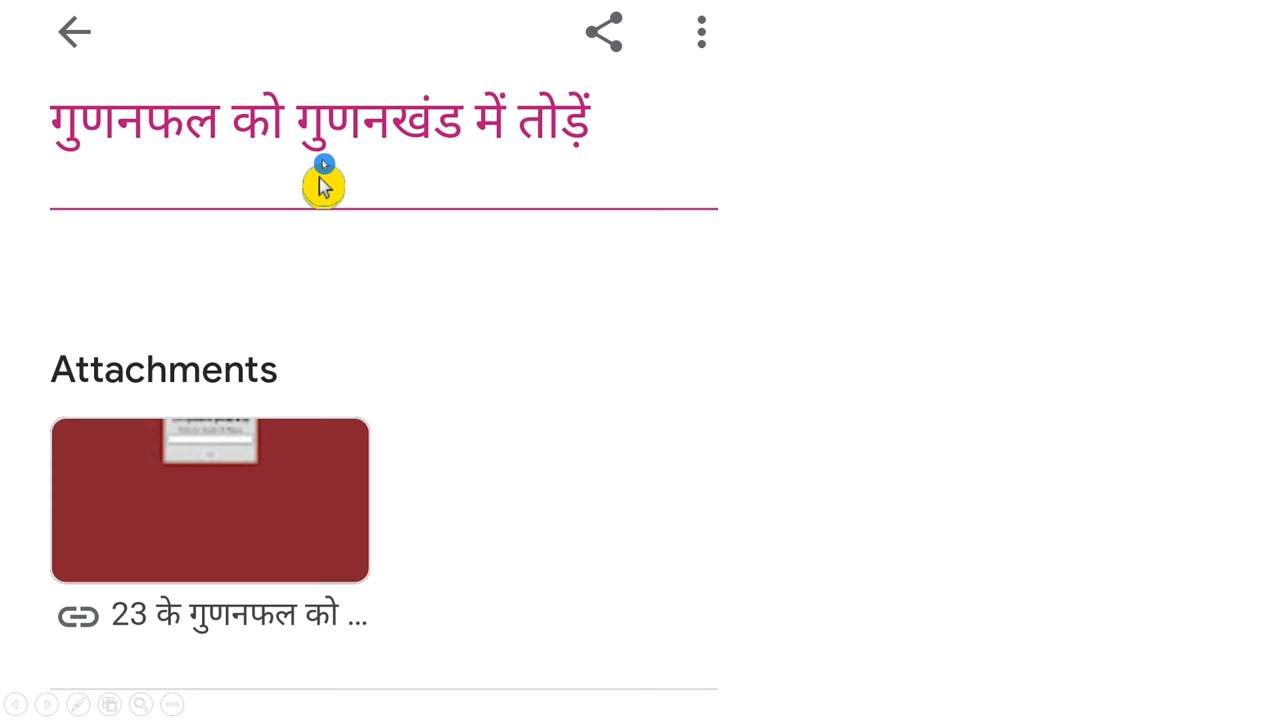 गुणनफल को गुणनखंड में तोड़ें
Attachments
23 के गुणनफल को ...